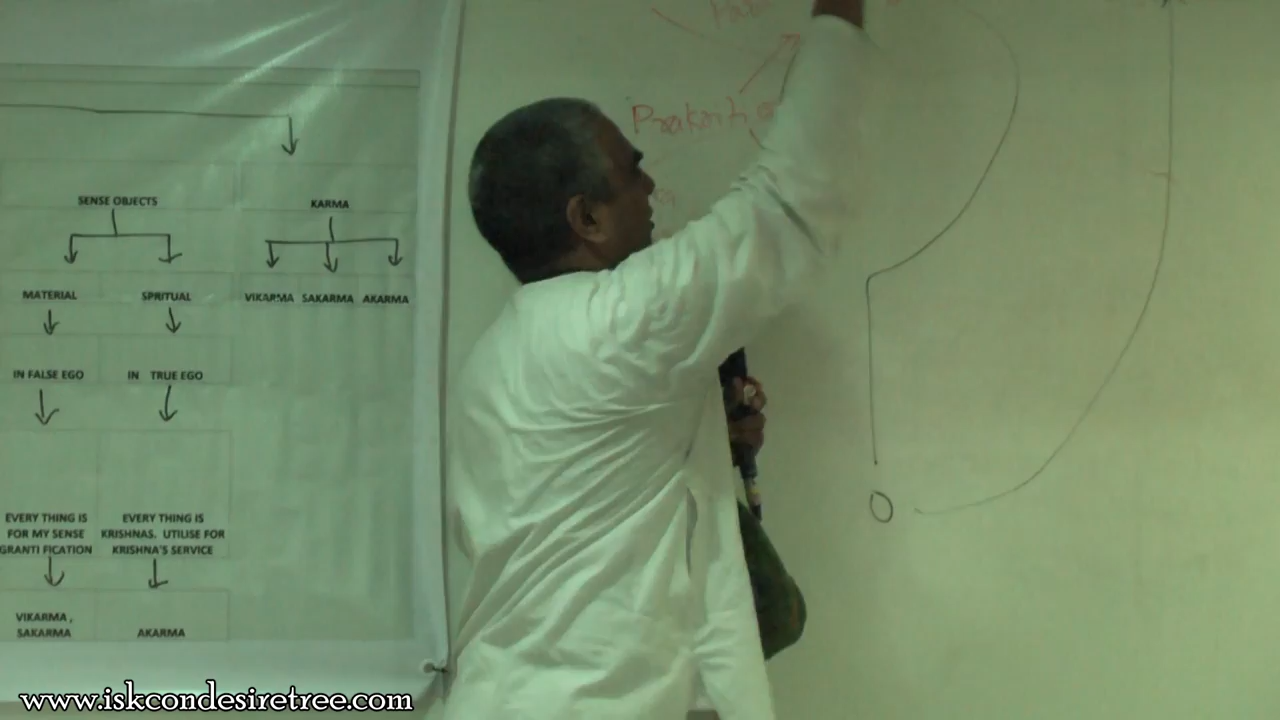 SENSE OBJECTS
KARMA
MATERIAL
SPRITUAL
VIKARMA
SAKARMA
AKARMA
IN FALSE EGO
IN TRUE EGO
EVERY THING IS
FOR MY SENSE
GRANTI FICATION
EVERY THING IS
KRISHNAS. UTILISE FOR
KRISHNA'S SERVICE
VIKARMA ,
SAKARMA
AKARMA
Prakriti
O
www.iskcondesiretree.com